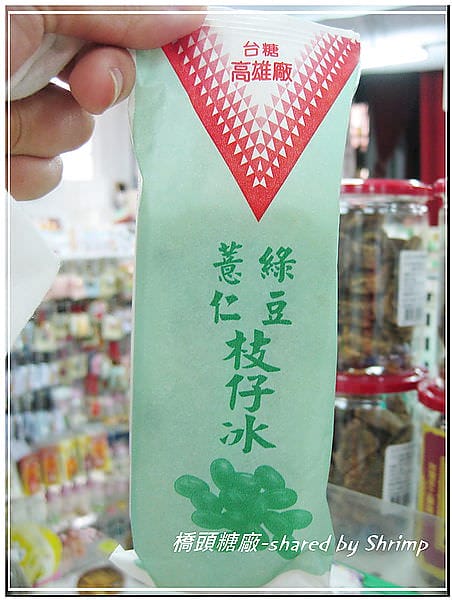 台糖
高雄廠
綠豆
薏仁
枝仔冰
橋頭糖廠-shared by Shrimp